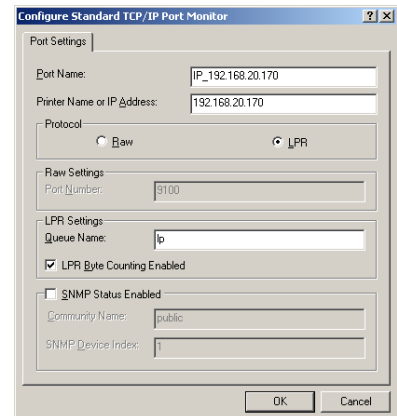 Configure Standard TCP/IP Port Monitor
Port Settings
Port Name: IP_192.168.20.170
Printer Name or IP Address: 192.168.20.170
Protocol
Raw LPR
Raw Settings
Port Number: 9100
LPR Settings
Queue Name: lp
LPR Byte Counting Enabled
SNMP Status Enabled
Community Name: public
SNMP Device Index: 1
OK Cancel